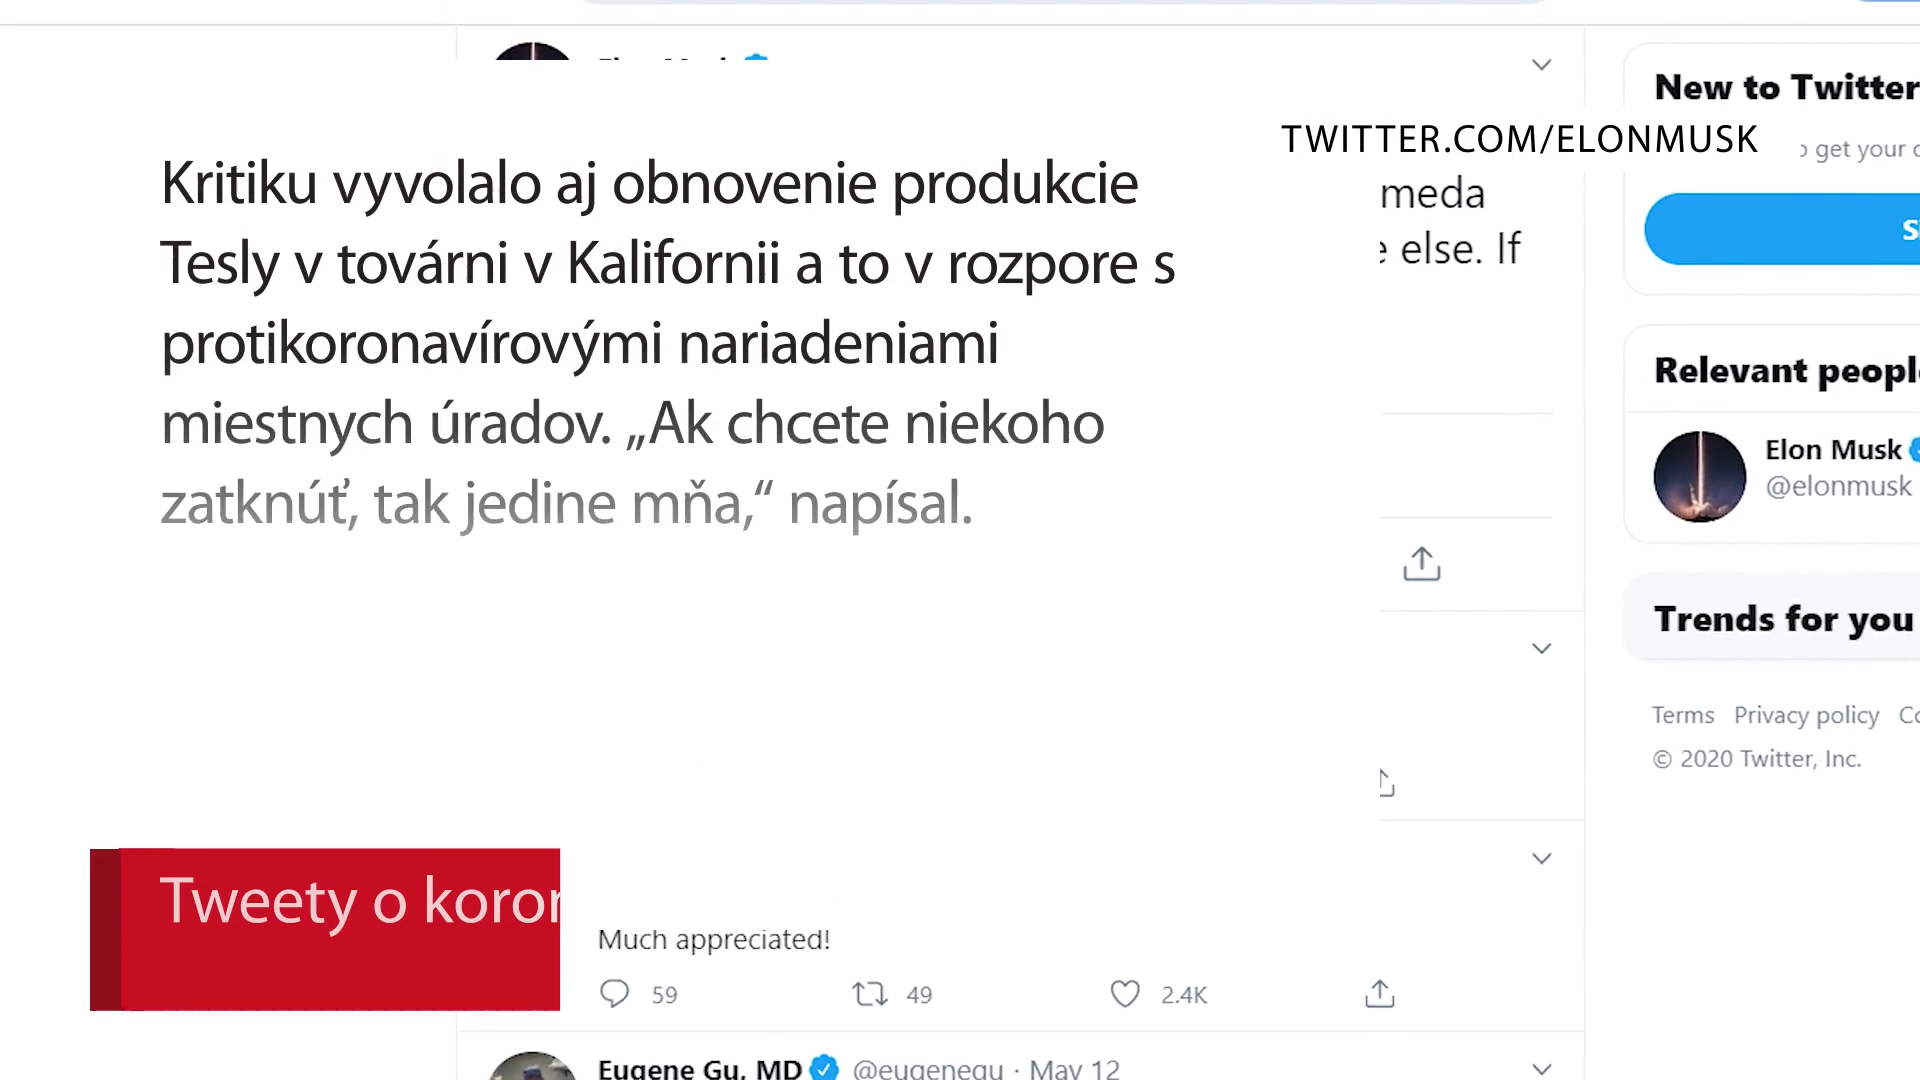 New to Twitter
TWITTER.COM/ELONMUSK
get your
Kritiku vyvolalo aj obnovenie produkcie
Tesly v továrni v Kalifornii a to v rozpore s
protikoronavírovými nariadeniami
miestnych úradov. „Ak chcete niekoho
zatknúť, tak jedine mňa,“ napísal.
meda
else. If
Relevant
Elon Musk
@elonmusk
Trends for you
Terms Privacy policy
© 2020 Twitter, Inc.
Tweety o
Much appreciated!
59 49 2.4K
Eugene Gu, MD @eugenegu · May 12